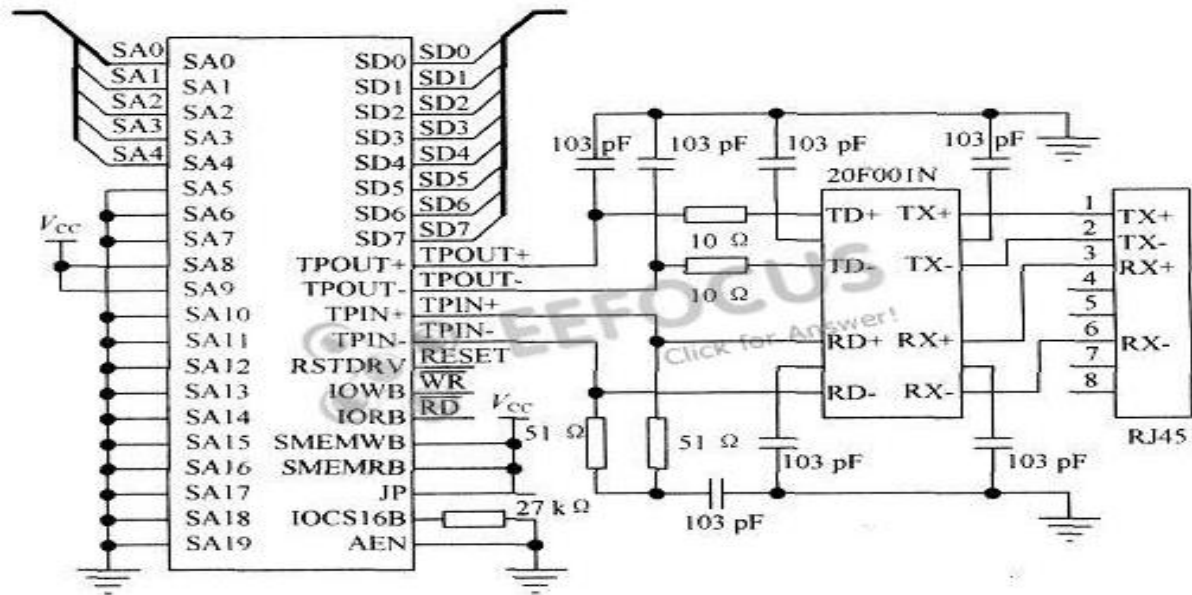 SA0 SA0 SD0 SD0
SA1 SA1 SD1 SD1
SA2 SA2 SD2 SD2
SA3 SA3 SD3 SD3
SA4 SA4 SD4 SD4
SA5 SD5 SD5
SA6 SD6 SD6
SA7 SD7 SD7
VCC
SA8 TPOUT+ TPOUT+
SA9 TPOUT- TPOUT-
SA10 TPIN+ TPIN+
SA11 TPIN- TPIN-
SA12 RSTDRV RESET
SA13 IOWB WR
SA14 IORB RD
VCC
SA15 SMEMWB
SA16 SMEMRB
SA17 JP
SA18 IOCS16B
27 k Ω
SA19 AEN
103 pF 103 pF 103 pF 103 pF
20F001N
TD+ TX+
10 Ω
TD- TX-
10 Ω
RD+ RX+
RD- RX-
51 Ω 51 Ω
103 pF 103 pF
103 pF
1 TX+
2 TX-
3 RX+
4
5
6 RX-
7
8
RJ45
EEFOCUS
Click for Answer!